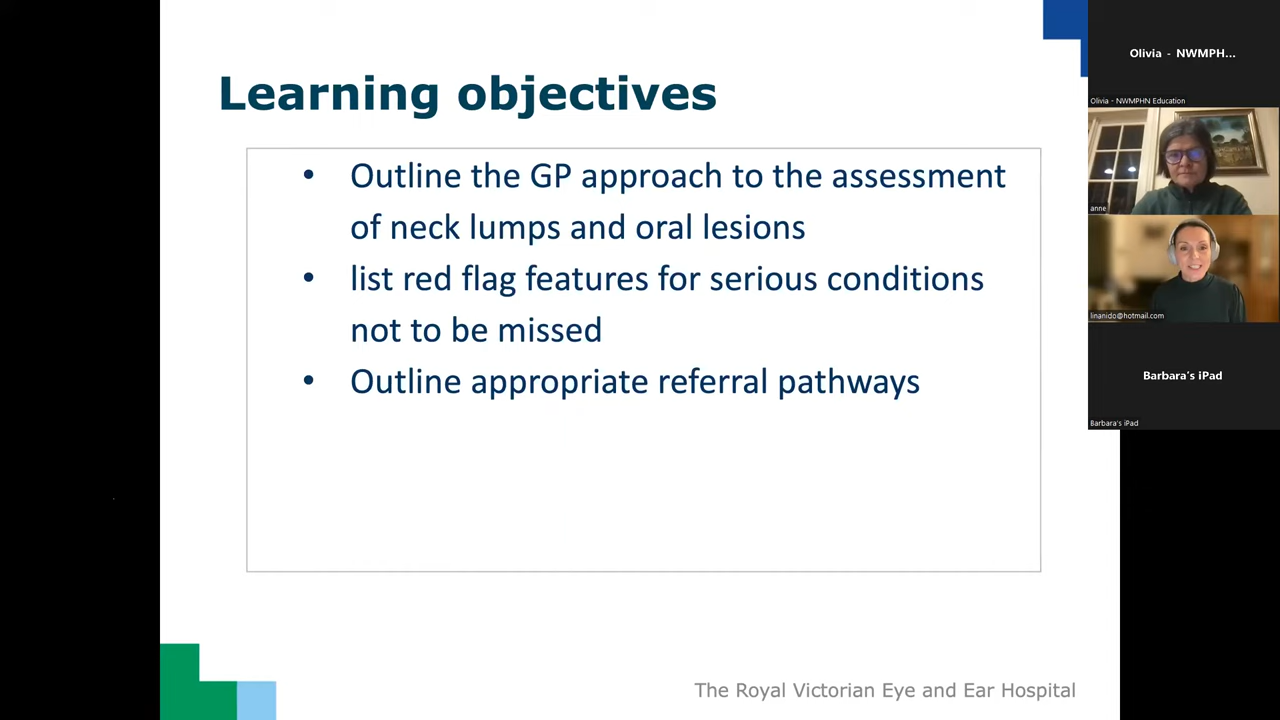 Learning objectives
• Outline the GP approach to the assessment
of neck lumps and oral lesions
• list red flag features for serious conditions
not to be missed
• Outline appropriate referral pathways
The Royal Victorian Eye and Ear Hospital
Olivia - NWMPH...
Olivia - NWMPHN Education
anne
linanido@hotmail.com
Barbara's iPad
Barbara's iPad